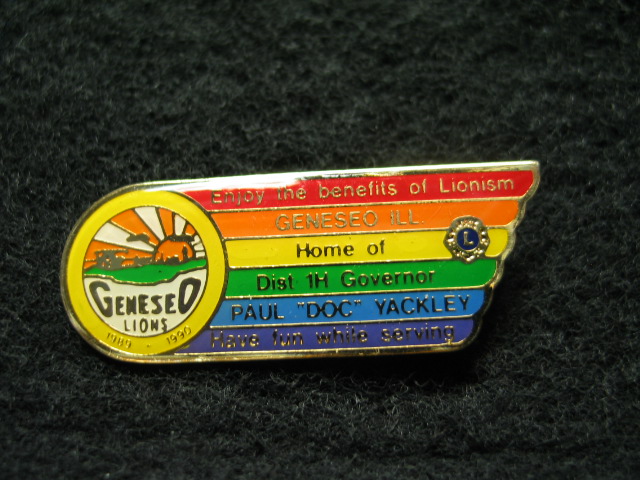 Enjoy the benefits of Lionism
GENESEO ILL.
Home of
Dist 1H Governor
PAUL "DOC" YACKLEY
Have fun while serving
GENESEO
LIONS
1989 - 1990
L